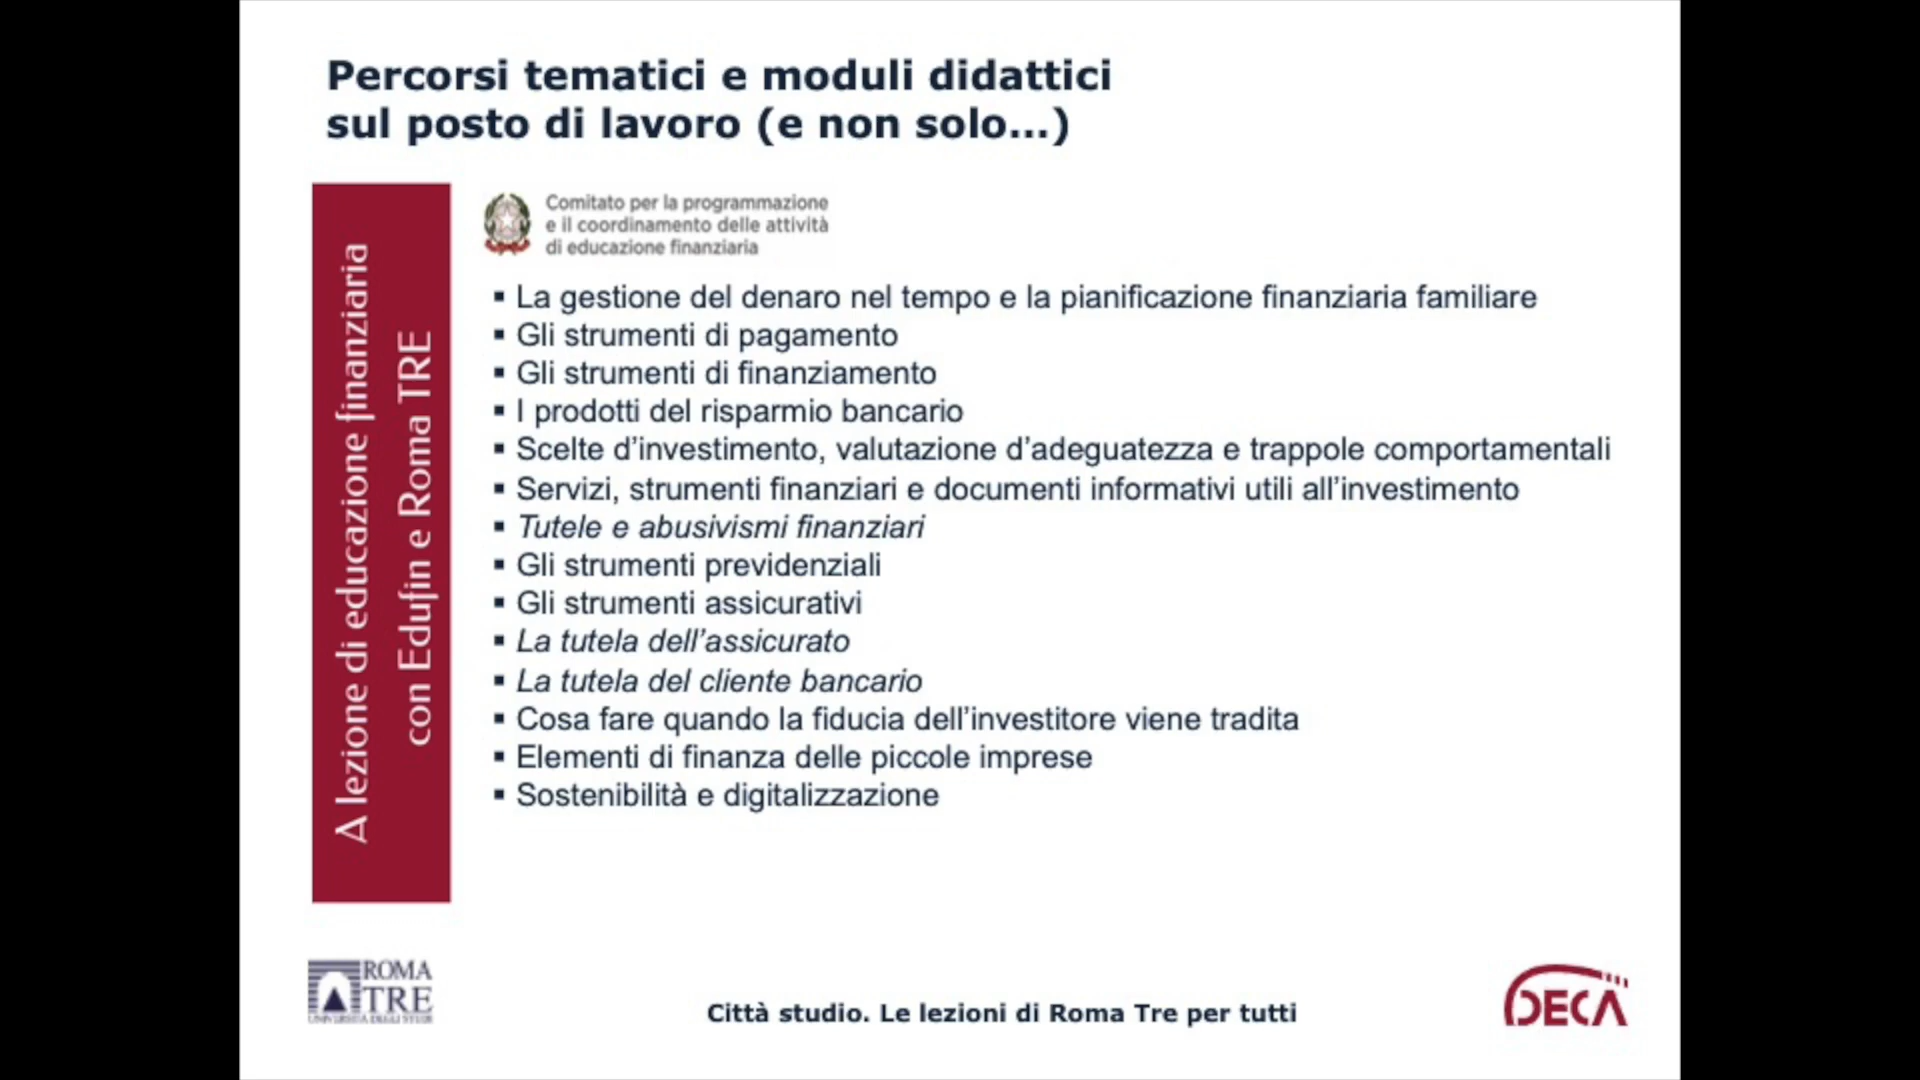 Percorsi tematici e moduli didattici
sul posto di lavoro (e non solo...)
A lezione di educazione finanziaria
con Edufin e Roma TRE
Comitato per la programmazione
e il coordinamento delle attività
di educazione finanziaria
▪ La gestione del denaro nel tempo e la pianificazione finanziaria familiare
▪ Gli strumenti di pagamento
▪ Gli strumenti di finanziamento
▪ I prodotti del risparmio bancario
▪ Scelte d’investimento, valutazione d’adeguatezza e trappole comportamentali
▪ Servizi, strumenti finanziari e documenti informativi utili all’investimento
▪ Tutele e abusivismi finanziari
▪ Gli strumenti previdenziali
▪ Gli strumenti assicurativi
▪ La tutela dell’assicurato
▪ La tutela del cliente bancario
▪ Cosa fare quando la fiducia dell’investitore viene tradita
▪ Elementi di finanza delle piccole imprese
▪ Sostenibilità e digitalizzazione
ROMA
TRE
UNIVERSITÀ DEGLI STUDI
Città studio. Le lezioni di Roma Tre per tutti
DECA